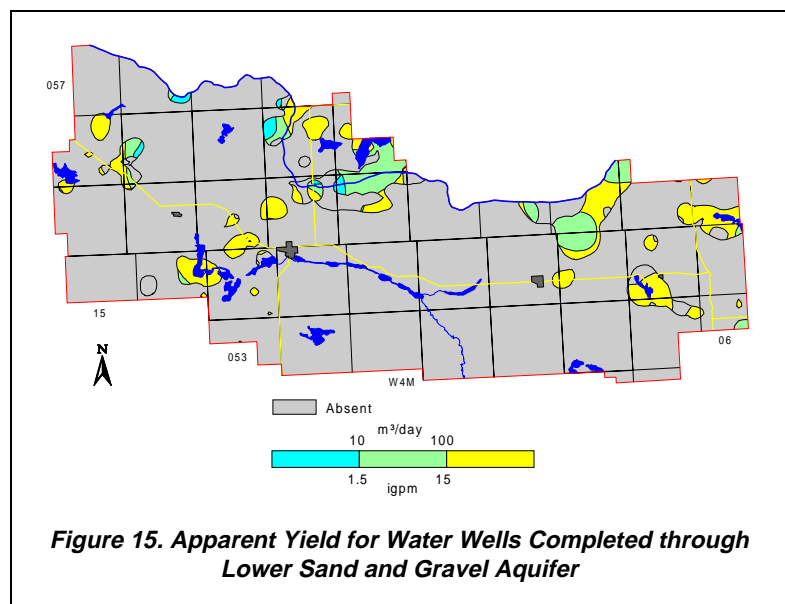 057
15
N
053
W4M
06
Absent
m³/day
10 100
1.5 15
igpm
Figure 15. Apparent Yield for Water Wells Completed through
Lower Sand and Gravel Aquifer